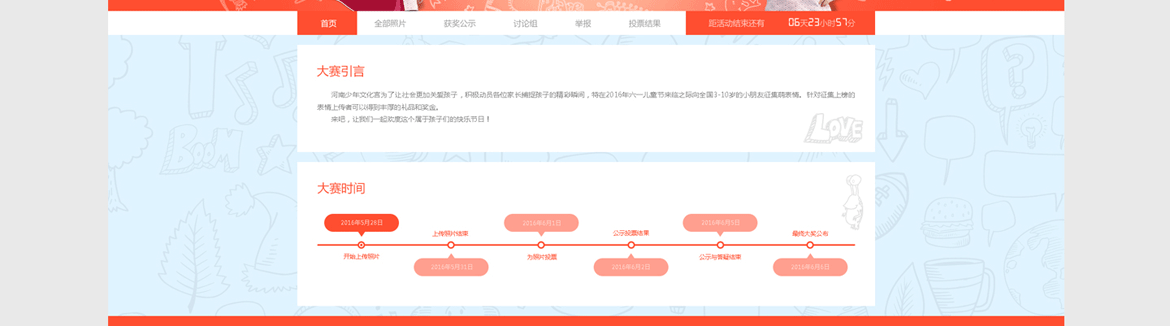 首页 全部照片 获奖公示 讨论组 举报 投票结果 距活动结束还有 06天23小时57分
大赛引言
河南少年文化宫为了让社会更加关爱孩子，积极动员各位家长捕捉孩子的精彩瞬间，特在2016年六一儿童节来临之际向全国3-10岁的小朋友征集萌表情。 针对征集上榜的
表情上传者可以得到丰厚的礼品和奖金。
来吧，让我们一起欢度这个属于孩子们的快乐节日！
LOVE
BOOM
大赛时间
2016年5月28日
开始上传照片
上传照片结束
2016年5月31日
2016年6月1日
为照片投票
公示投票结果
2016年6月3日
2016年6月5日
公示与答疑结束
最终大奖公布
2016年6月6日